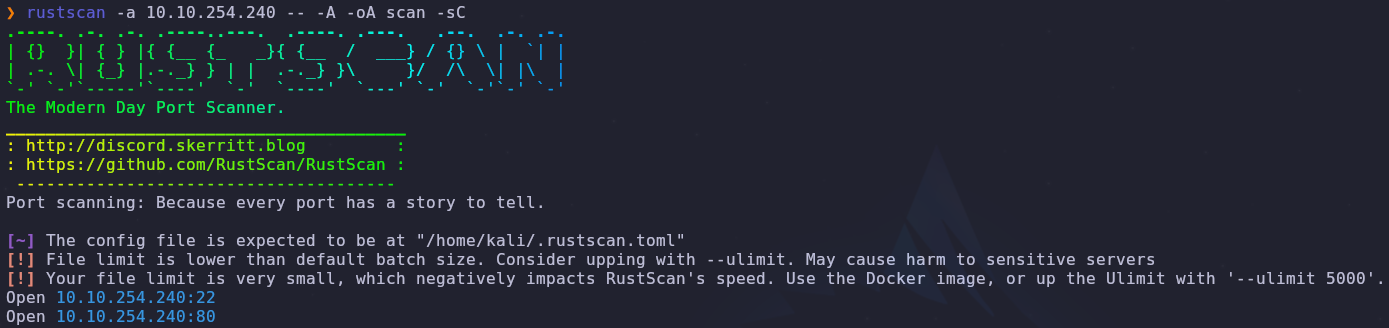 ❯ rustscan -a 10.10.254.240 -- -A -oA scan -sC
.----. .-. .-. .----..---.  .----. .---.   .--.  .-. .-.
| {}  }| { } |{ {__ {_   _}{ {__  /  ___} / {} \ |  `| |
| .-. \| {_} |.-._} } | |  .-._} }\     }/  /\  \| |\  |
`-' `-'`-----'`----'  `-'  `----'  `---' `-'  `-'`-' `-'
The Modern Day Port Scanner.
________________________________________
: http://discord.skerritt.blog         :
: https://github.com/RustScan/RustScan :
 --------------------------------------
Port scanning: Because every port has a story to tell.

[~] The config file is expected to be at "/home/kali/.rustscan.toml"
[!] File limit is lower than default batch size. Consider upping with --ulimit. May cause harm to sensitive servers
[!] Your file limit is very small, which negatively impacts RustScan's speed. Use the Docker image, or up the Ulimit with '--ulimit 5000'.
Open 10.10.254.240:22
Open 10.10.254.240:80